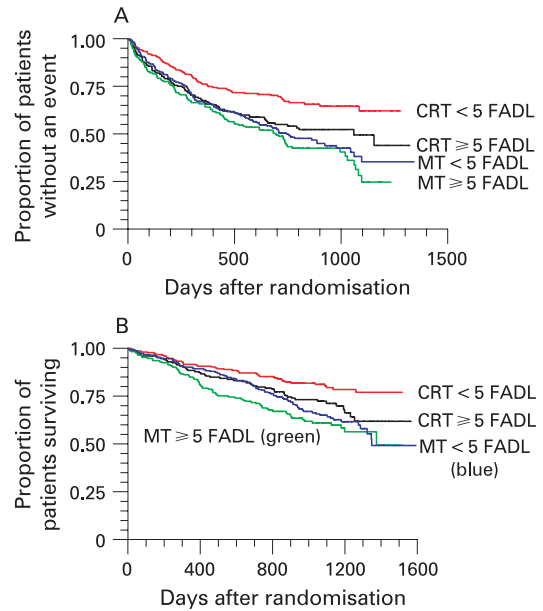 A
Proportion of patients
without an event
1.00
0.75
0.50
0.25
0
CRT < 5 FADL
CRT ⩾ 5 FADL
MT < 5 FADL
MT ⩾ 5 FADL
0
500
1000
1500
Days after randomisation
B
Proportion of
patients surviving
1.00
0.75
0.50
0.25
0
CRT < 5 FADL
CRT ⩾ 5 FADL
MT ⩾ 5 FADL (green)
MT < 5 FADL
(blue)
0
400
800
1200
1600
Days after randomisation